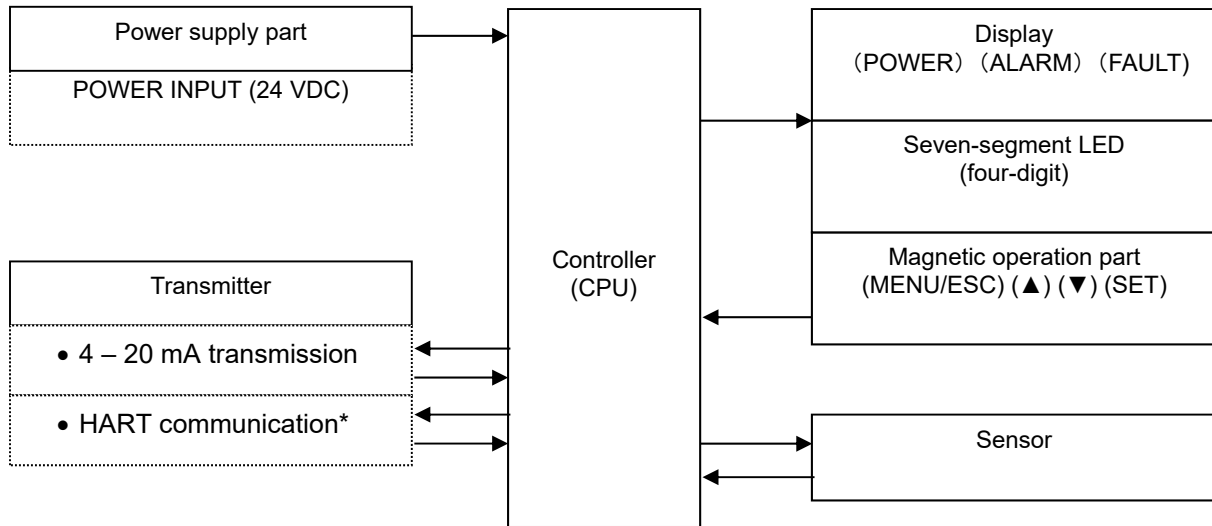 Power supply part
POWER INPUT (24 VDC)
Transmitter
• 4 – 20 mA transmission
• HART communication*
Controller
(CPU)
Display
（POWER）（ALARM）（FAULT）
Seven-segment LED
(four-digit)
Magnetic operation part
(MENU/ESC) (▲) (▼) (SET)
Sensor